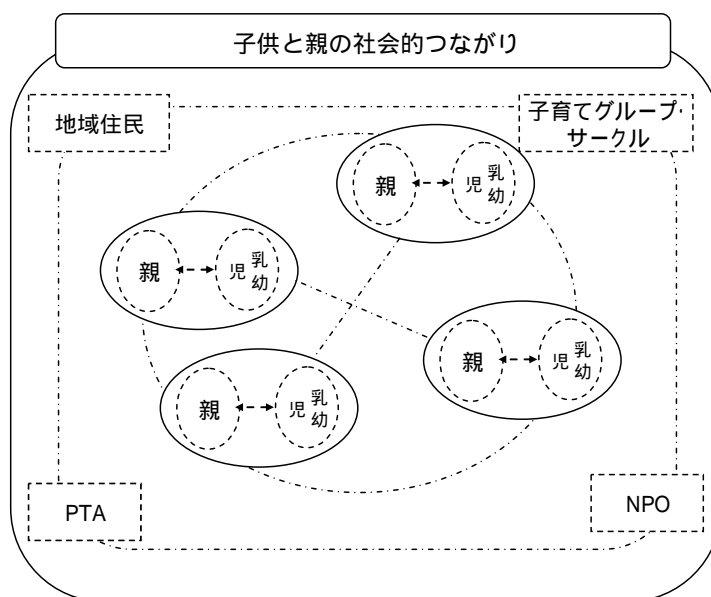 子供と親の社会的つながり
地域住民
子育てグループ・
サークル
親
乳幼児
親
乳幼児
親
乳幼児
親
乳幼児
PTA
NPO